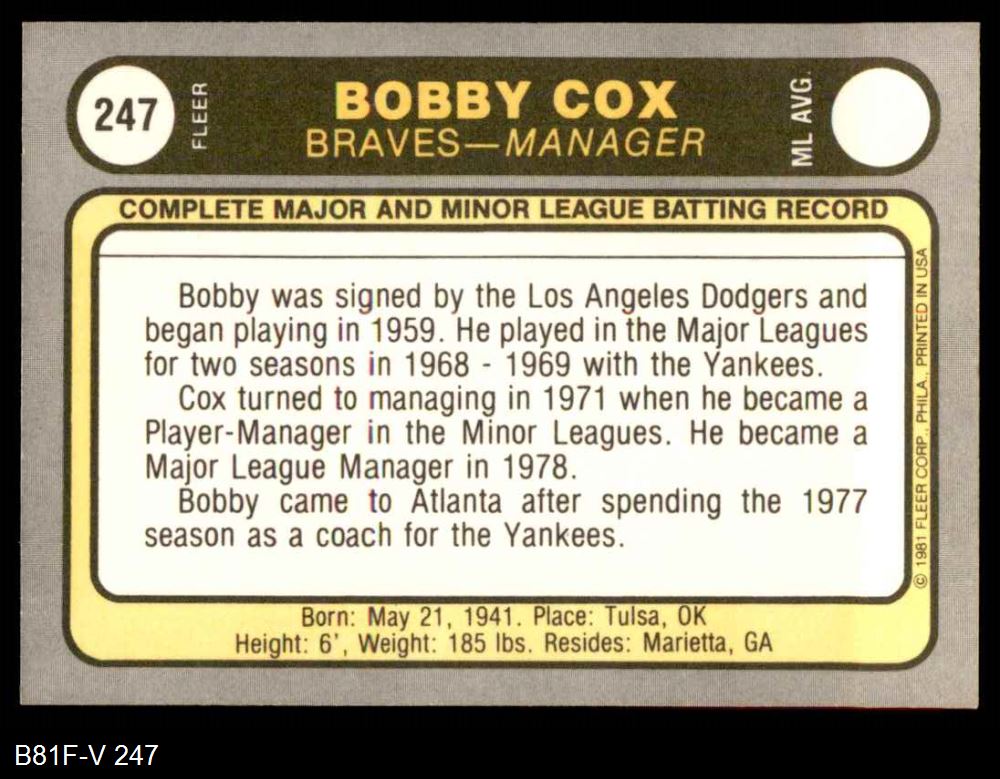 247
FLEER
BOBBY COX
BRAVES—MANAGER
ML AVG.
COMPLETE MAJOR AND MINOR LEAGUE BATTING RECORD
Bobby was signed by the Los Angeles Dodgers and
began playing in 1959. He played in the Major Leagues
for two seasons in 1968 - 1969 with the Yankees.
Cox turned to managing in 1971 when he became a
Player-Manager in the Minor Leagues. He became a
Major League Manager in 1978.
Bobby came to Atlanta after spending the 1977
season as a coach for the Yankees.
© 1981 FLEER CORP., PHILA., PRINTED IN USA
Born: May 21, 1941. Place: Tulsa, OK
Height: 6', Weight: 185 lbs. Resides: Marietta, GA
B81F-V 247